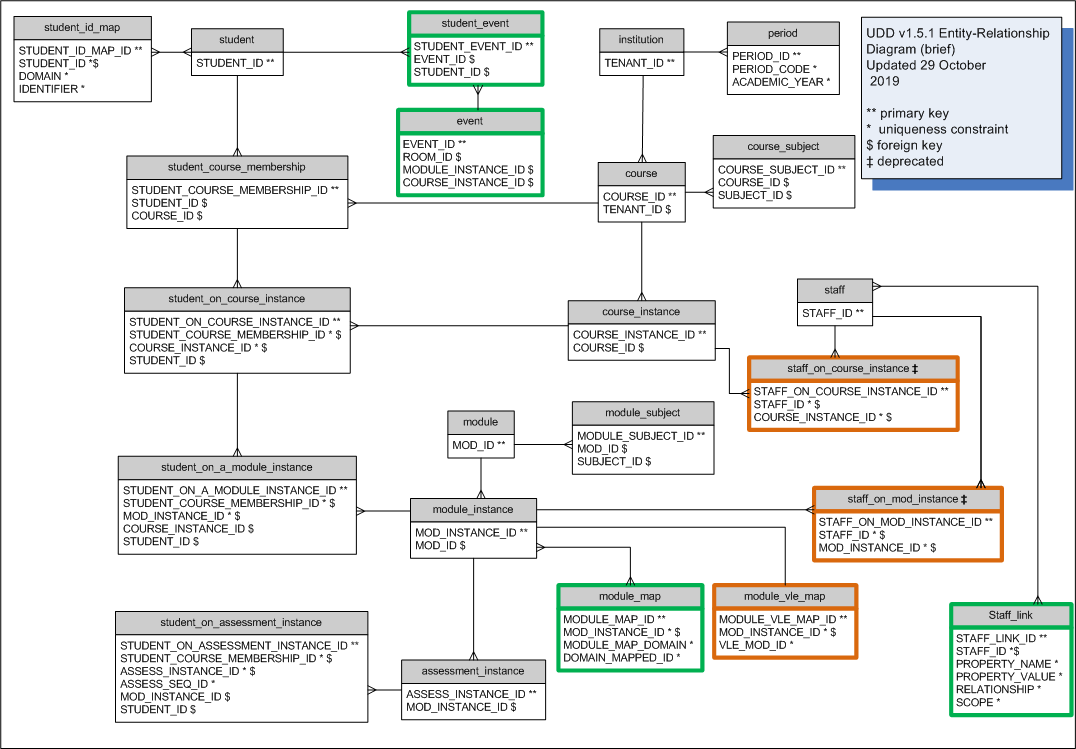 student_id_map
STUDENT_ID_MAP_ID **
STUDENT_ID *$
DOMAIN *
IDENTIFIER *
student
STUDENT_ID **
student_event
STUDENT_EVENT_ID **
EVENT_ID $
STUDENT_ID $
institution
TENANT_ID **
period
PERIOD_ID **
PERIOD_CODE *
ACADEMIC_YEAR *
UDD v1.5.1 Entity-Relationship
Diagram (brief)
Updated 29 October
2019
** primary key
* uniqueness constraint
$ foreign key
‡ deprecated
event
EVENT_ID **
ROOM_ID $
MODULE_INSTANCE_ID $
COURSE_INSTANCE_ID $
student_course_membership
STUDENT_COURSE_MEMBERSHIP_ID **
STUDENT_ID $
COURSE_ID $
course
COURSE_ID **
TENANT_ID $
course_subject
COURSE_SUBJECT_ID **
COURSE_ID $
SUBJECT_ID $
student_on_course_instance
STUDENT_ON_COURSE_INSTANCE_ID **
STUDENT_COURSE_MEMBERSHIP_ID * $
COURSE_INSTANCE_ID * $
STUDENT_ID $
course_instance
COURSE_INSTANCE_ID **
COURSE_ID $
staff
STAFF_ID **
staff_on_course_instance ‡
STAFF_ON_COURSE_INSTANCE_ID **
STAFF_ID * $
COURSE_INSTANCE_ID * $
module
MOD_ID **
module_subject
MODULE_SUBJECT_ID **
MOD_ID $
SUBJECT_ID $
student_on_a_module_instance
STUDENT_ON_A_MODULE_INSTANCE_ID **
STUDENT_COURSE_MEMBERSHIP_ID * $
MOD_INSTANCE_ID * $
COURSE_INSTANCE_ID $
STUDENT_ID $
module_instance
MOD_INSTANCE_ID **
MOD_ID $
staff_on_mod_instance ‡
STAFF_ON_MOD_INSTANCE_ID **
STAFF_ID * $
MOD_INSTANCE_ID * $
module_map
MODULE_MAP_ID **
MOD_INSTANCE_ID * $
MODULE_MAP_DOMAIN *
DOMAIN_MAPPED_ID *
module_vle_map
MODULE_VLE_MAP_ID **
MOD_INSTANCE_ID * $
VLE_MOD_ID *
Staff_link
STAFF_LINK_ID **
STAFF_ID *$
PROPERTY_NAME *
PROPERTY_VALUE *
RELATIONSHIP *
SCOPE *
student_on_assessment_instance
STUDENT_ON_ASSESSMENT_INSTANCE_ID **
STUDENT_COURSE_MEMBERSHIP_ID * $
ASSESS_INSTANCE_ID * $
ASSESS_SEQ_ID *
MOD_INSTANCE_ID $
STUDENT_ID $
assessment_instance
ASSESS_INSTANCE_ID **
MOD_INSTANCE_ID $